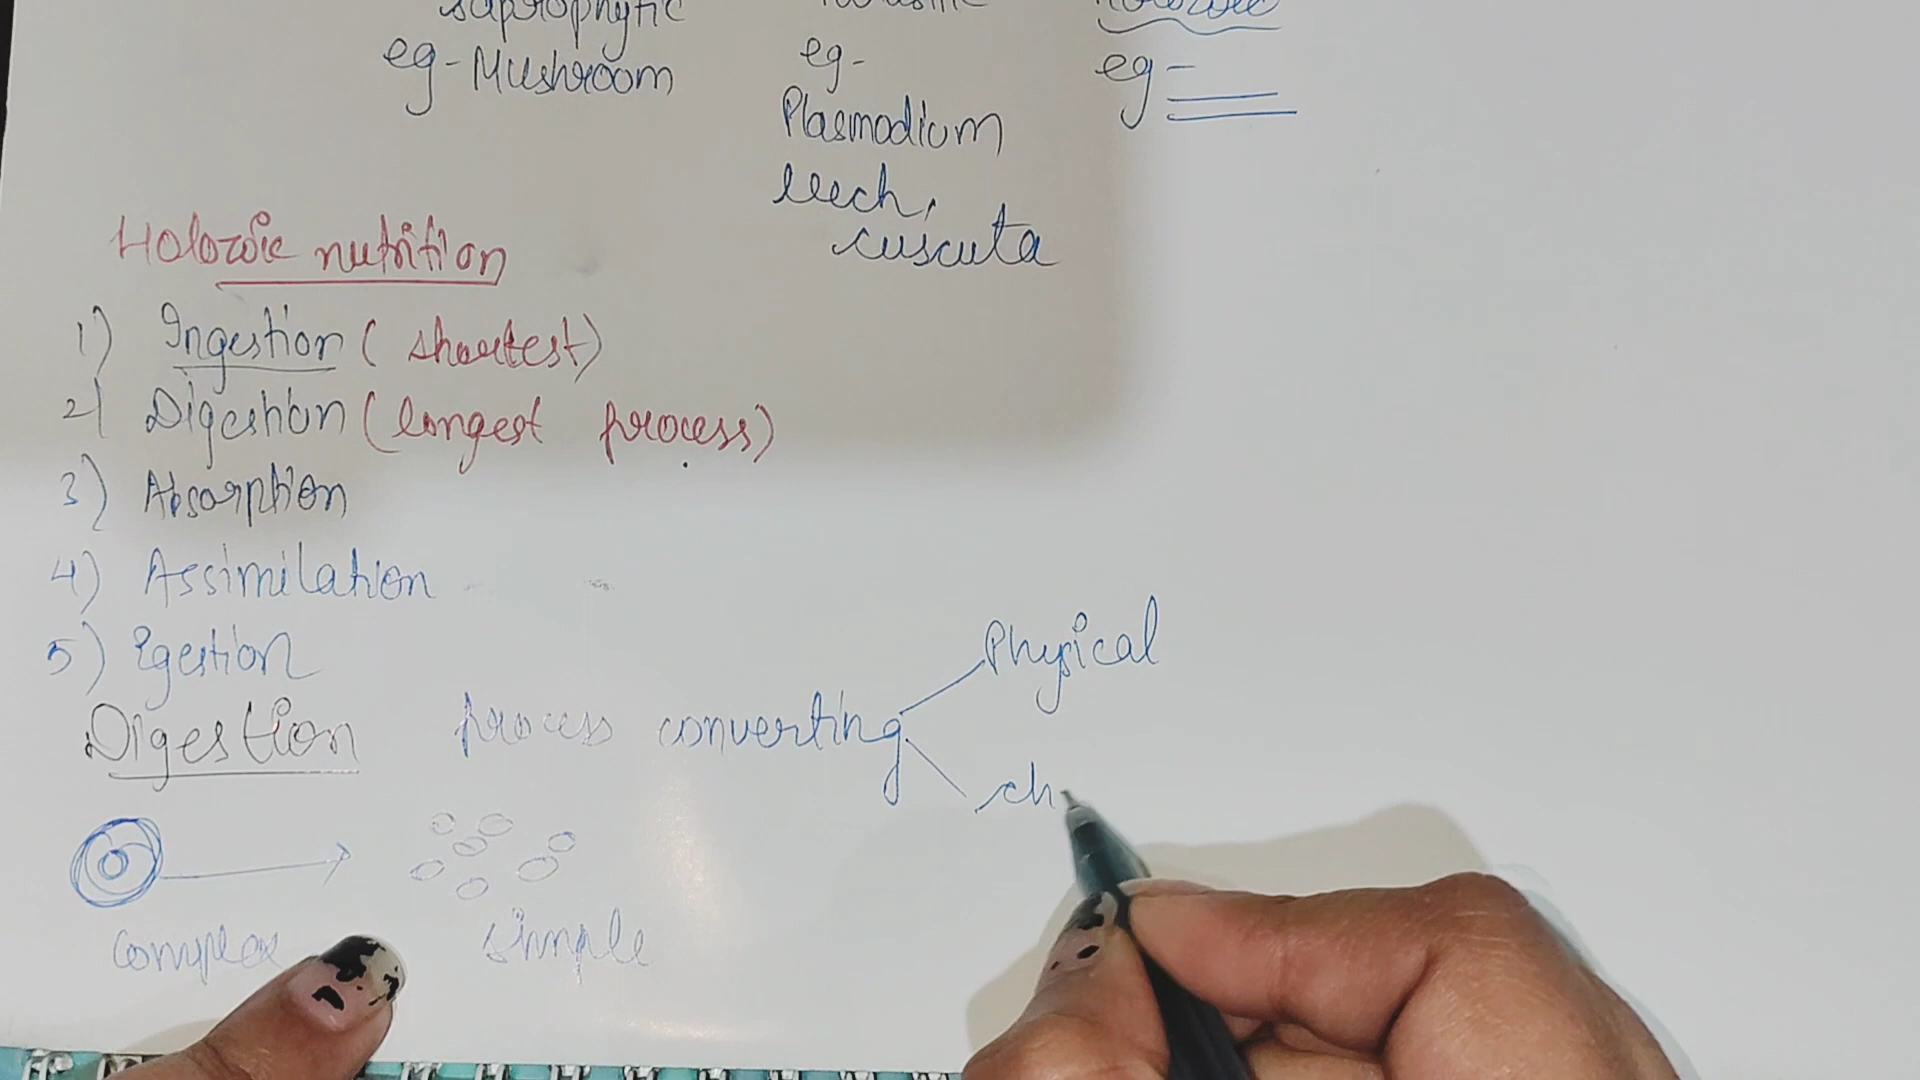 saprophytic
eg- Mushroom
eg-
Plasmodium
leech,
cuscuta
eg-
Holozoic nutrition
1) Ingestion (shortest)
2) Digestion (longest process)
3) Absorption
4) Assimilation
5) Egestion
Digestion process converting
Physical
ch
complex
simple